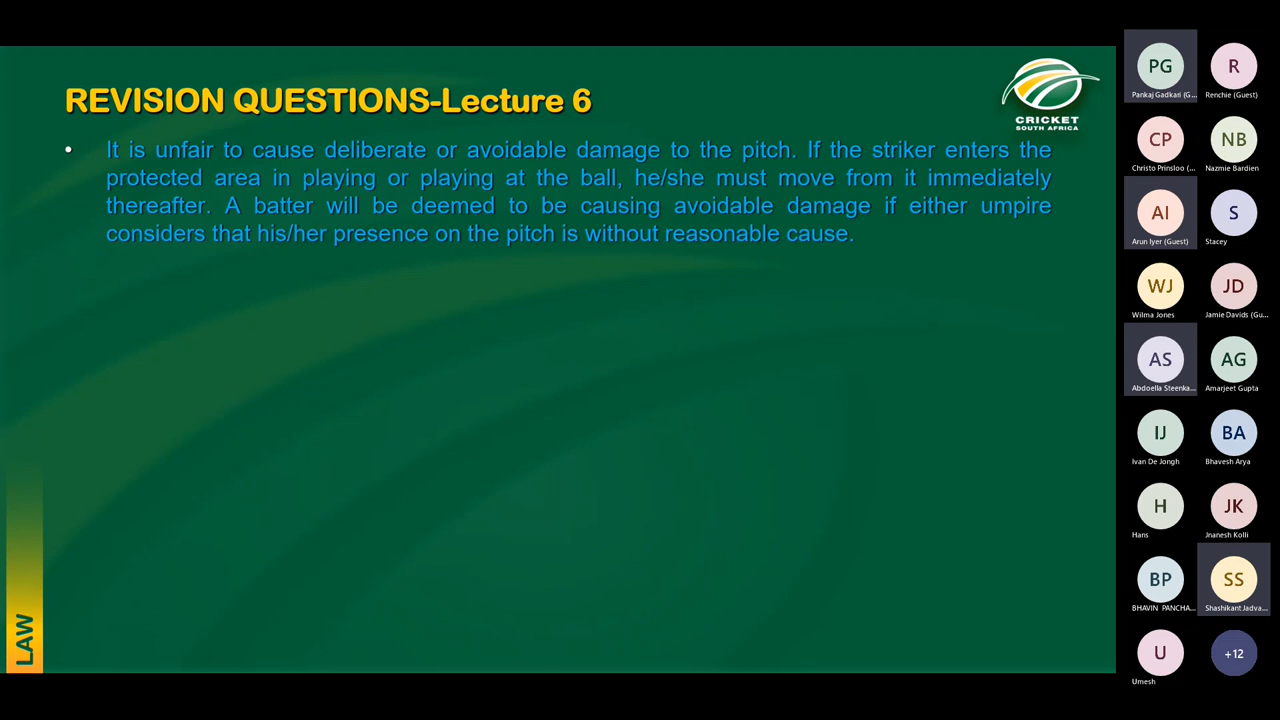 REVISION QUESTIONS-Lecture 6
CRICKET
SOUTH AFRICA
• It is unfair to cause deliberate or avoidable damage to the pitch. If the striker enters the
protected area in playing or playing at the ball, he/she must move from it immediately
thereafter. A batter will be deemed to be causing avoidable damage if either umpire
considers that his/her presence on the pitch is without reasonable cause.
LAW
PG R
Pankaj Gadkari (G... Renchie (Guest)
CP NB
Christo Prinsloo (... Nazmie Bardien
AI S
Arun Iyer (Guest) Stacey
WJ JD
Wilma Jones Jamie Davids (Gu...
AS AG
Abdoella Steenka... Amarjeet Gupta
IJ BA
Ivan De Jongh Bhavesh Arya
H JK
Hans Jnanesh Kolli
BP SS
BHAVIN PANCHA... Shashikant Jadva...
U +12
Umesh